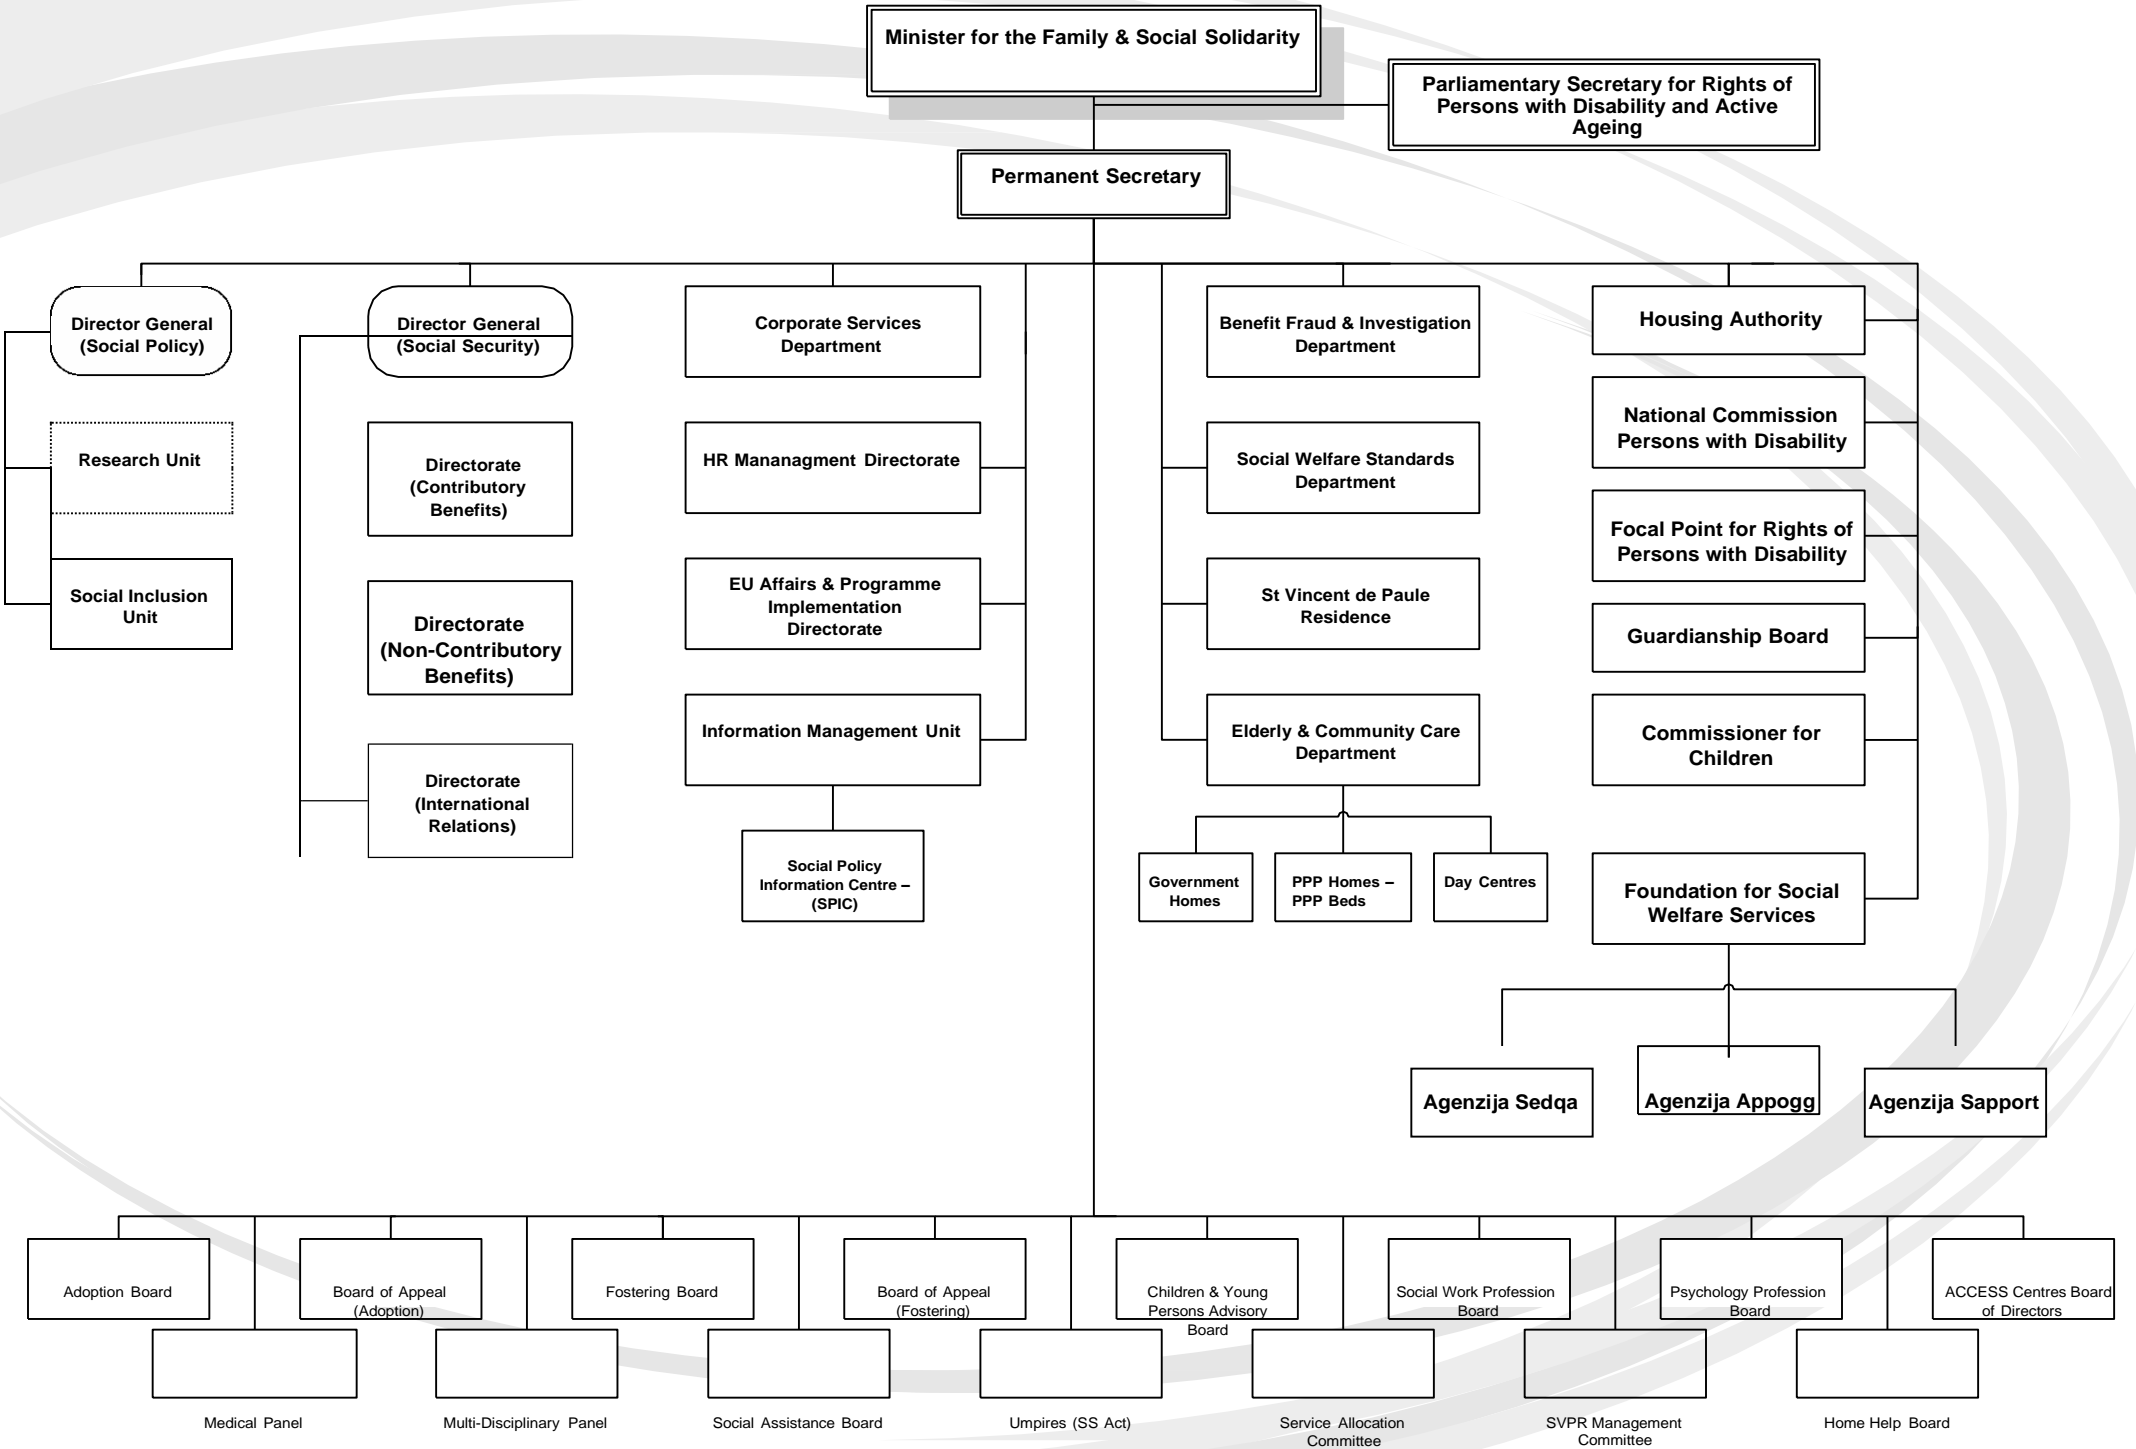 Minister for the Family & Social Solidarity
Parliamentary Secretary for Rights of
Persons with Disability and Active
Ageing
Permanent Secretary
Director General
(Social Policy)
Research Unit
Social Inclusion
Unit
Director General
(Social Security)
Directorate
(Contributory
Benefits)
Directorate
(Non-Contributory
Benefits)
Directorate
(International
Relations)
Corporate Services
Department
HR Mananagment Directorate
EU Affairs & Programme
Implementation
Directorate
Information Management Unit
Social Policy
Information Centre –
(SPIC)
Benefit Fraud & Investigation
Department
Social Welfare Standards
Department
St Vincent de Paule
Residence
Elderly & Community Care
Department
Government
Homes
PPP Homes –
PPP Beds
Day Centres
Housing Authority
National Commission
Persons with Disability
Focal Point for Rights of
Persons with Disability
Guardianship Board
Commissioner for
Children
Foundation for Social
Welfare Services
Agenzija Sedqa
Agenzija Appogg
Agenzija Sapport
Adoption Board
Board of Appeal
(Adoption)
Fostering Board
Board of Appeal
(Fostering)
Children & Young
Persons Advisory
Board
Social Work Profession
Board
Psychology Profession
Board
ACCESS Centres Board
of Directors
Medical Panel
Multi-Disciplinary Panel
Social Assistance Board
Umpires (SS Act)
Service Allocation
Committee
SVPR Management
Committee
Home Help Board